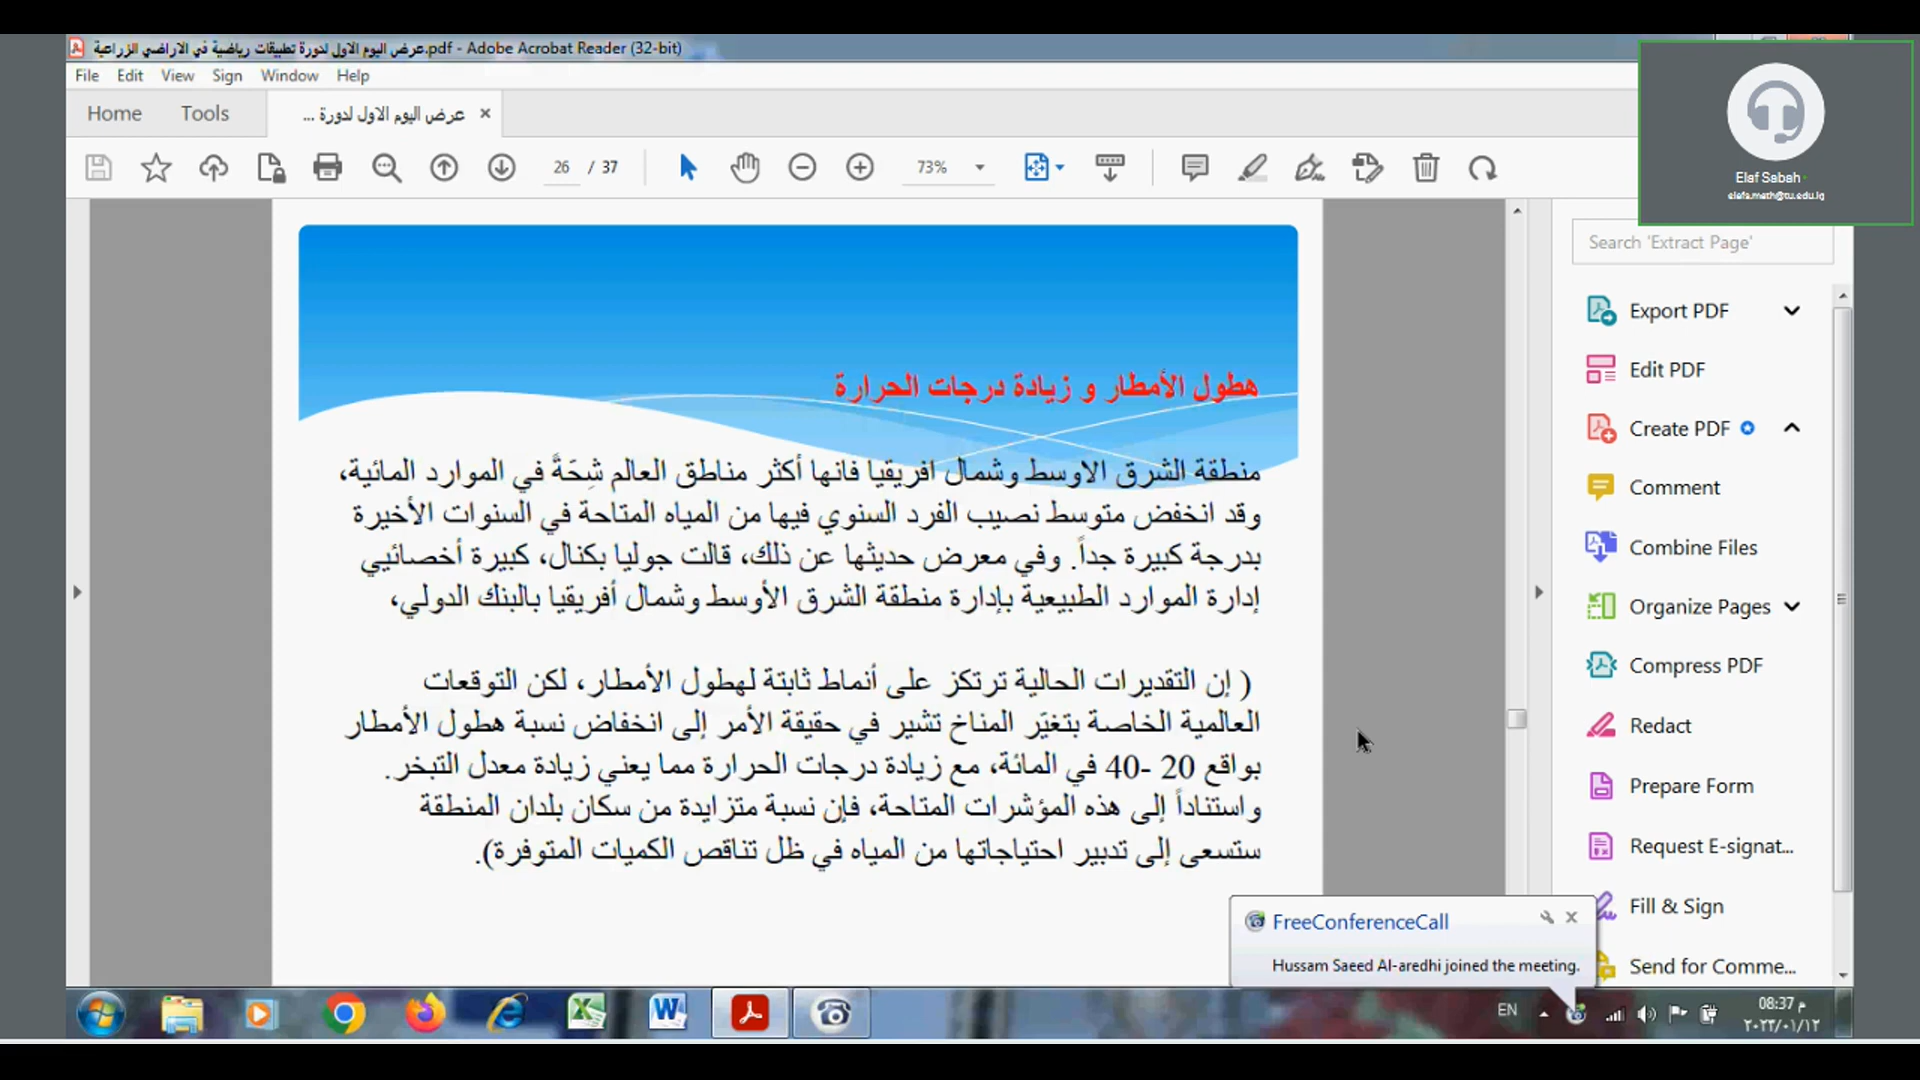 عرض اليوم الاول لدورة تطبيقات رياضية في الاراضي الزراعية.pdf - Adobe Acrobat Reader (32-bit)
File Edit View Sign Window Help
Home Tools عرض اليوم الاول لدورة ... ×
26 / 37 73%
Elaf Sabah
elafs.math@tu.edu.iq
Search 'Extract Page'
Export PDF
Edit PDF
Create PDF
Comment
Combine Files
Organize Pages
Compress PDF
Redact
Prepare Form
Request E-signat...
Fill & Sign
Send for Comme...
هطول الأمطار و زيادة درجات الحرارة
منطقة الشرق الاوسط وشمال افريقيا فانها أكثر مناطق العالم شِحَةً في الموارد المائية،
وقد انخفض متوسط نصيب الفرد السنوي فيها من المياه المتاحة في السنوات الأخيرة
بدرجة كبيرة جداً. وفي معرض حديثها عن ذلك، قالت جوليا بكنال، كبيرة أخصائيي
إدارة الموارد الطبيعية بإدارة منطقة الشرق الأوسط وشمال أفريقيا بالبنك الدولي،
( إن التقديرات الحالية ترتكز على أنماط ثابتة لهطول الأمطار، لكن التوقعات
العالمية الخاصة بتغيّر المناخ تشير في حقيقة الأمر إلى انخفاض نسبة هطول الأمطار
بواقع 20 -40 في المائة، مع زيادة درجات الحرارة مما يعني زيادة معدل التبخر.
واستناداً إلى هذه المؤشرات المتاحة، فإن نسبة متزايدة من سكان بلدان المنطقة
ستسعى إلى تدبير احتياجاتها من المياه في ظل تناقص الكميات المتوفرة).
FreeConferenceCall
Hussam Saeed Al-aredhi joined the meeting.
EN
08:37 م
٢٠٢٣/٠١/١٢